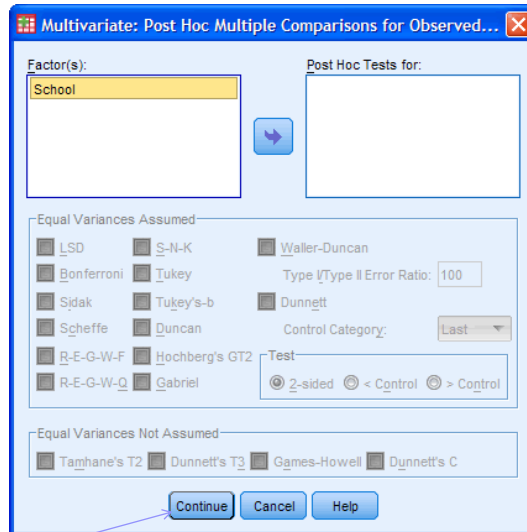 Multivariate: Post Hoc Multiple Comparisons for Observed...
Factor(s):
Post Hoc Tests for:
School
Equal Variances Assumed
LSD S-N-K Waller-Duncan
Bonferroni Tukey Type I/Type II Error Ratio: 100
Sidak Tukey's-b Dunnett
Scheffe Duncan Control Category: Last
R-E-G-W-F Hochberg's GT2 Test
R-E-G-W-Q Gabriel 2-sided < Control > Control
Equal Variances Not Assumed
Tamhane's T2 Dunnett's T3 Games-Howell Dunnett's C
Continue Cancel Help